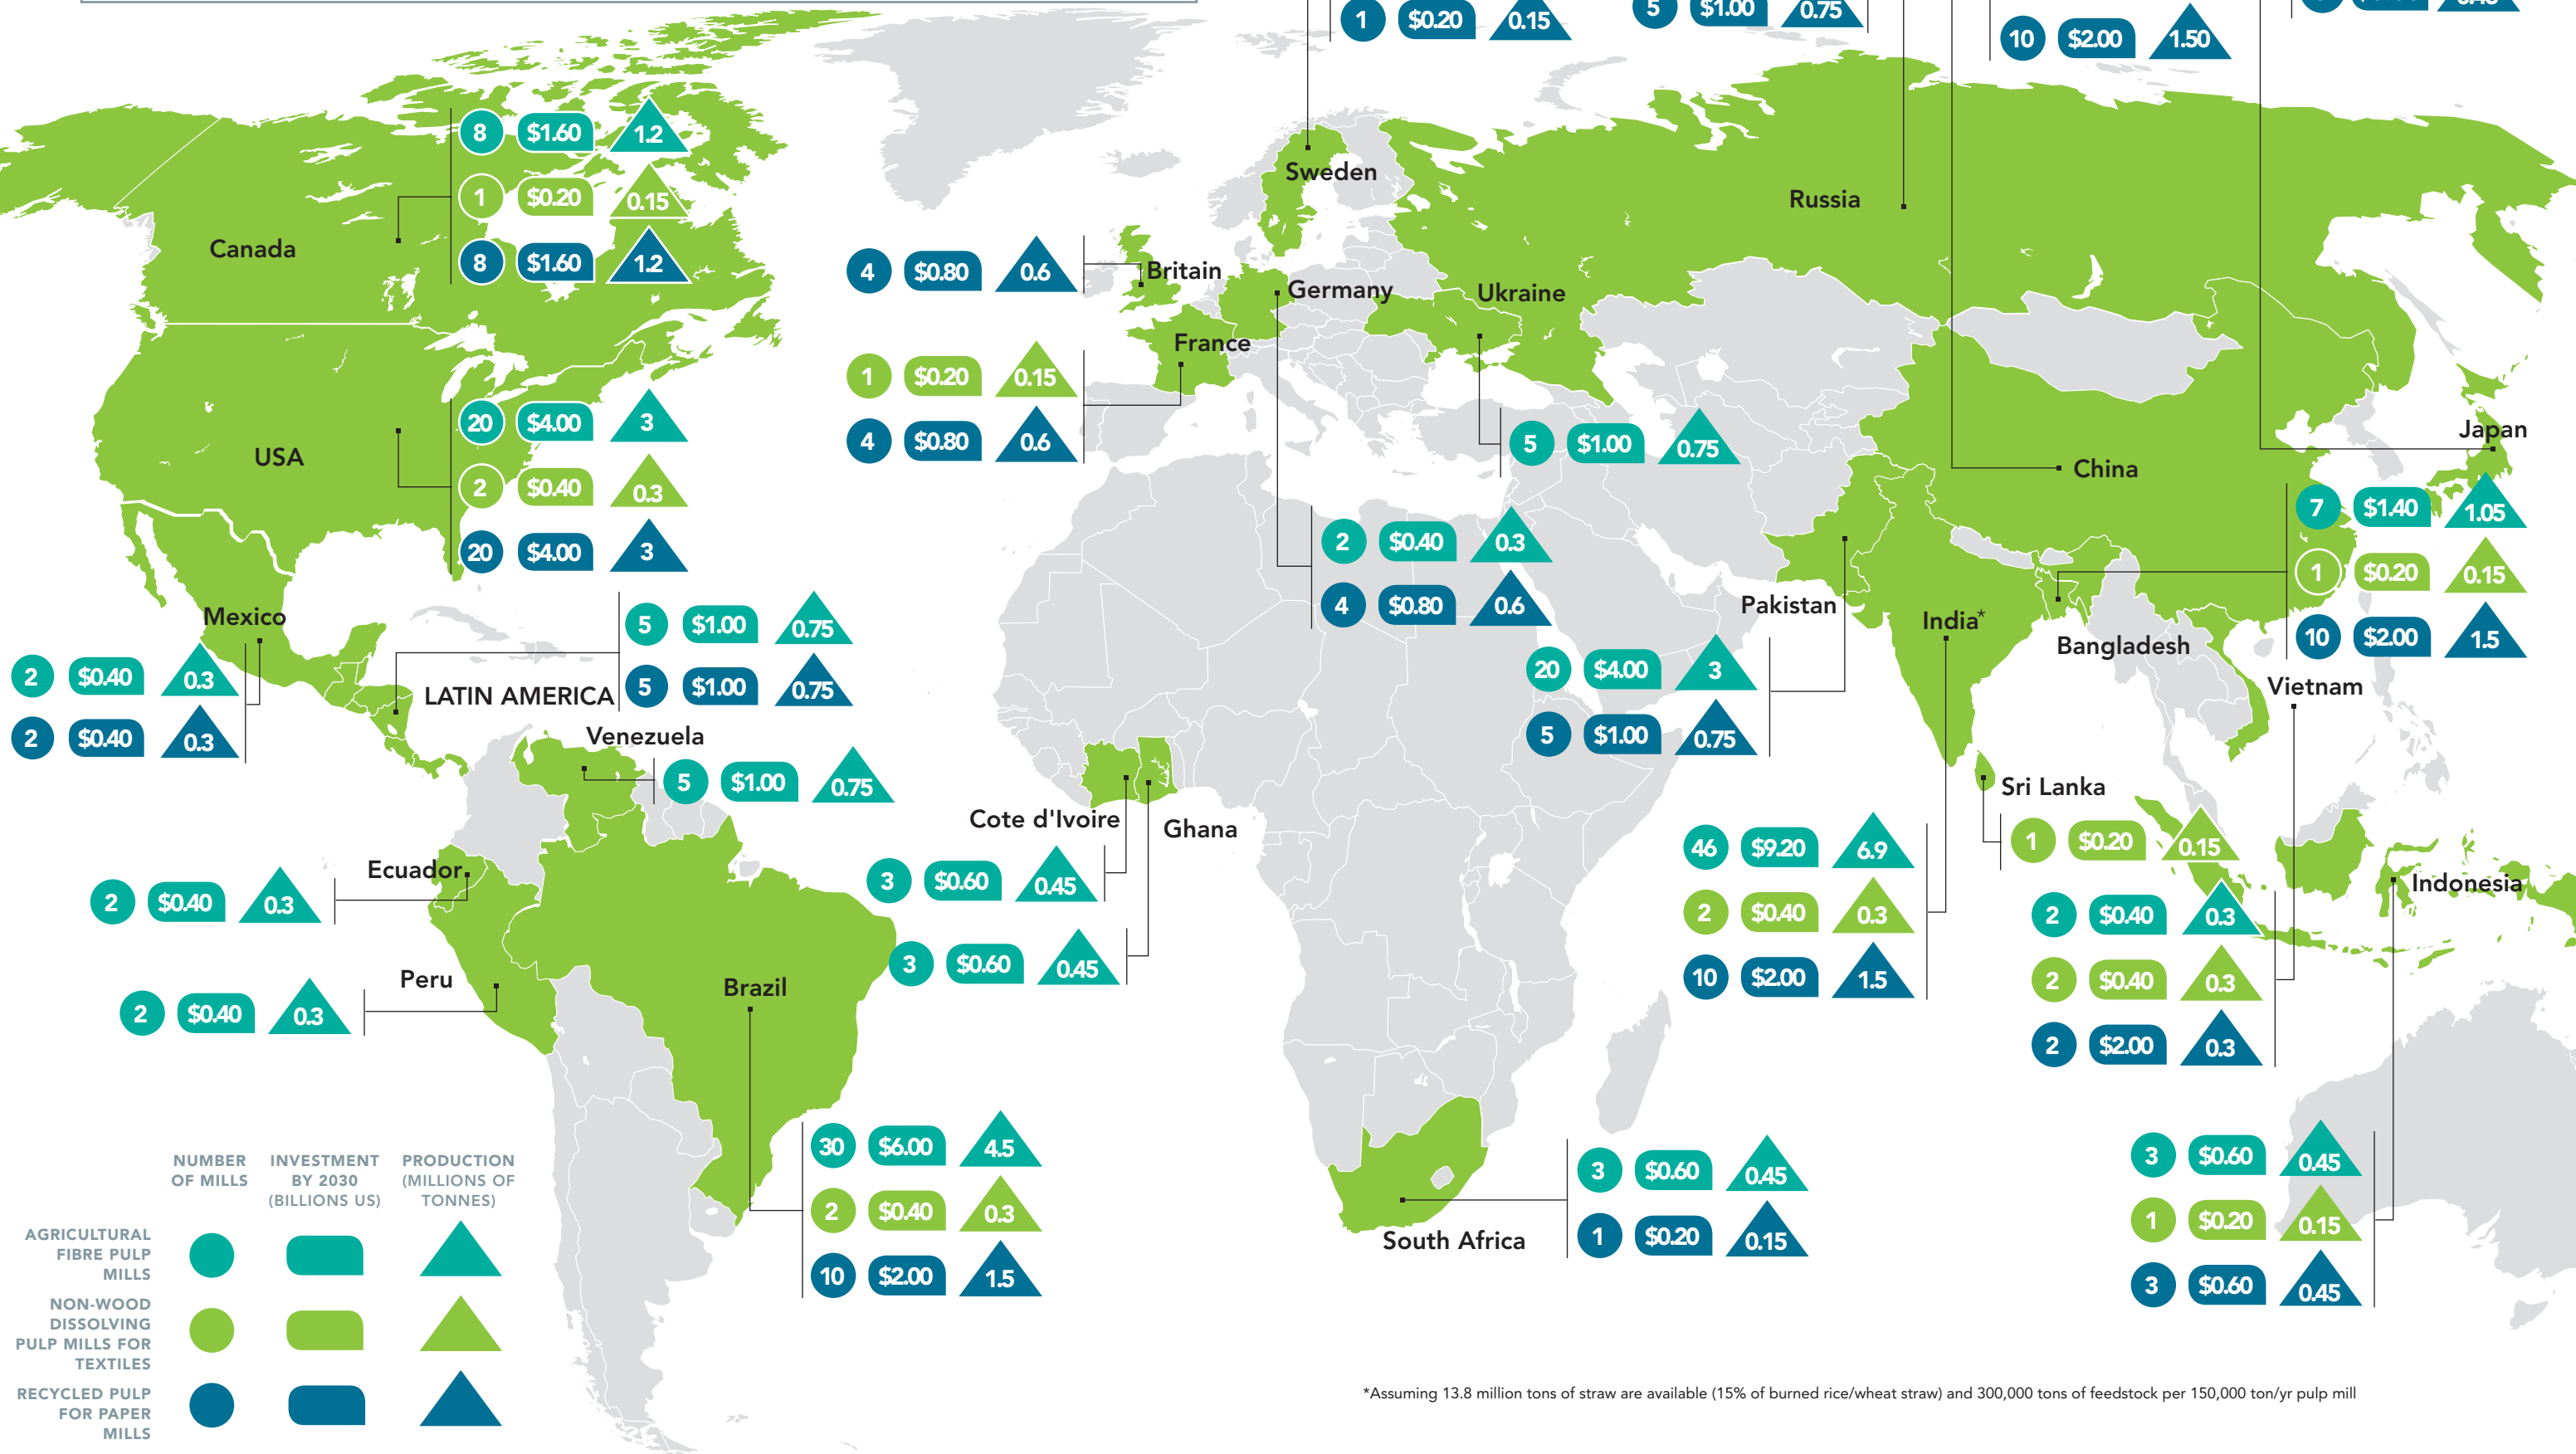 1 $0.20 0.15
5 $1.00 0.75
10 $2.00 1.50
8 $1.60 1.2
1 $0.20 0.15
8 $1.60 1.2
Canada
Sweden
Russia
4 $0.80 0.6
Britain
Germany
Ukraine
France
1 $0.20 0.15
4 $0.80 0.6
20 $4.00 3
2 $0.40 0.3
20 $4.00 3
USA
5 $1.00 0.75
Japan
China
7 $1.40 1.05
1 $0.20 0.15
10 $2.00 1.5
Bangladesh
2 $0.40 0.3
4 $0.80 0.6
Pakistan
20 $4.00 3
5 $1.00 0.75
India*
Mexico
2 $0.40 0.3
2 $0.40 0.3
LATIN AMERICA
5 $1.00 0.75
5 $1.00 0.75
Venezuela
5 $1.00 0.75
Vietnam
Sri Lanka
1 $0.20 0.15
Cote d'Ivoire
Ghana
3 $0.60 0.45
3 $0.60 0.45
46 $9.20 6.9
2 $0.40 0.3
10 $2.00 1.5
Indonesia
2 $0.40 0.3
2 $0.40 0.3
2 $2.00 0.3
Ecuador
2 $0.40 0.3
Peru
2 $0.40 0.3
Brazil
30 $6.00 4.5
2 $0.40 0.3
10 $2.00 1.5
3 $0.60 0.45
1 $0.20 0.15
South Africa
3 $0.60 0.45
1 $0.20 0.15
3 $0.60 0.45
NUMBER
OF MILLS
INVESTMENT
BY 2030
(BILLIONS US)
PRODUCTION
(MILLIONS OF
TONNES)
AGRICULTURAL
FIBRE PULP
MILLS
NON-WOOD
DISSOLVING
PULP MILLS FOR
TEXTILES
RECYCLED PULP
FOR PAPER
MILLS
*Assuming 13.8 million tons of straw are available (15% of burned rice/wheat straw) and 300,000 tons of feedstock per 150,000 ton/yr pulp mill